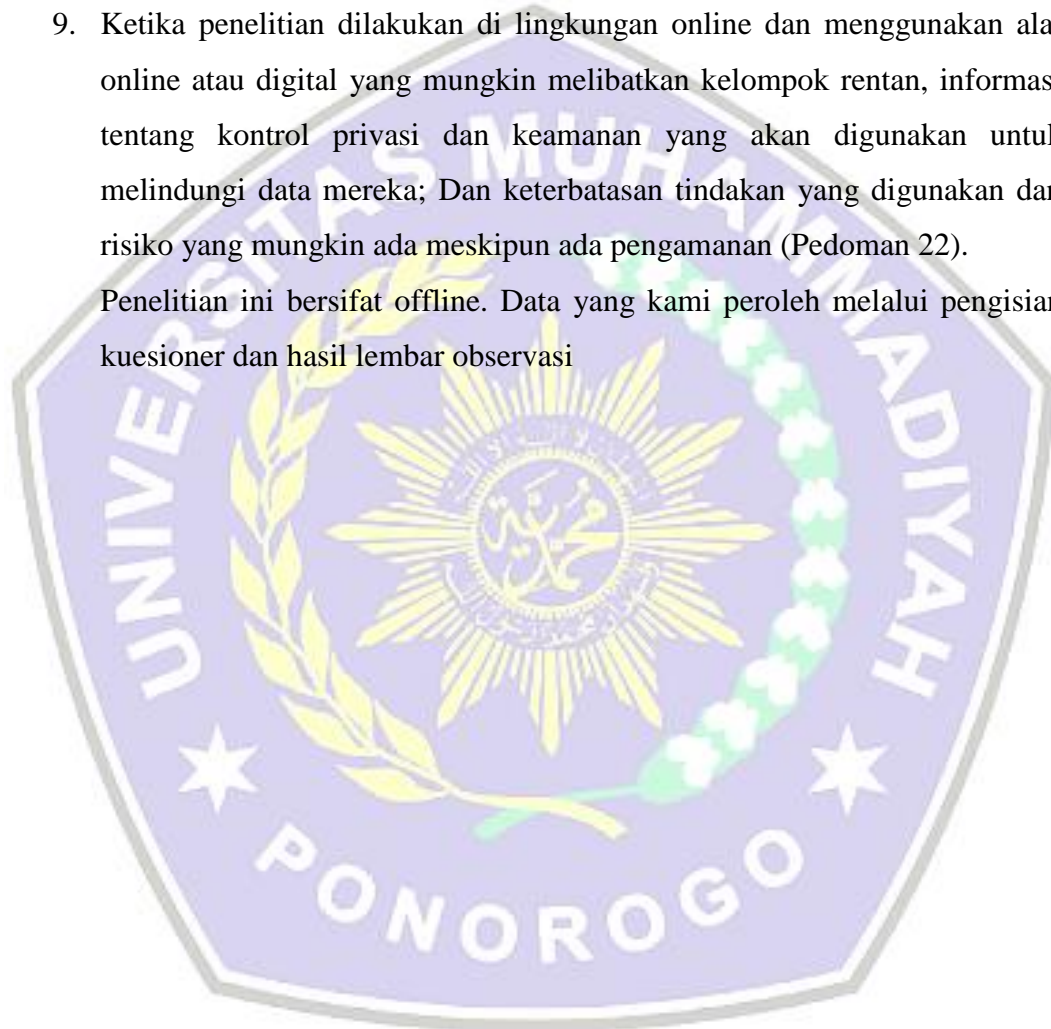 9. Ketika penelitian dilakukan di lingkungan online dan menggunakan ala
online atau digital yang mungkin melibatkan kelompok rentan, informas
tentang kontrol privasi dan keamanan yang akan digunakan untu
melindungi data mereka; Dan keterbatasan tindakan yang digunakan dan
risiko yang mungkin ada meskipun ada pengamanan (Pedoman 22).
Penelitian ini bersifat offline. Data yang kami peroleh melalui pengisian
kuesioner dan hasil lembar observasi
UNIVERSITAS MUHAMMADIYAH
PONOROGO